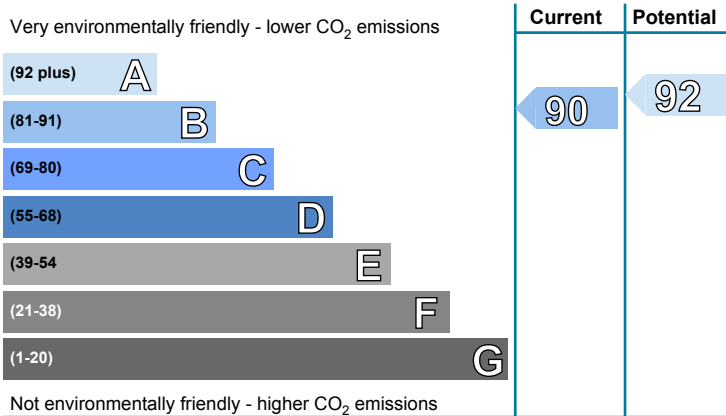 Very environmentally friendly - lower CO2 emissions
Current
Potential
(92 plus) A
(81-91) B
(69-80) C
(55-68) D
(39-54 E
(21-38) F
(1-20) G
90
92
Not environmentally friendly - higher CO2 emissions